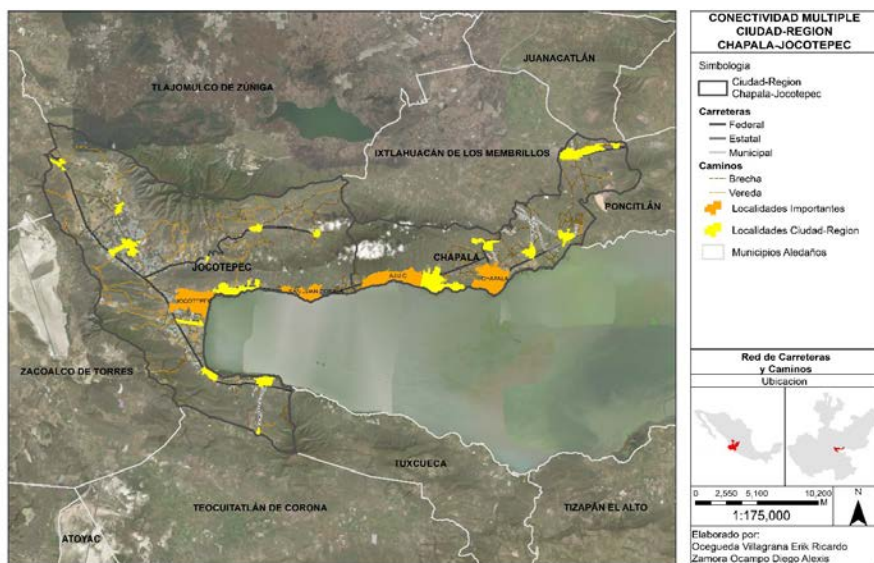 CONECTIVIDAD MULTIPLE
CIUDAD-REGION
CHAPALA-JOCOTEPEC
Simbologia
Ciudad-Region
Chapala-Jocotepec
Carreteras
Federal
Estatal
Municipal
Caminos
Brecha
Vereda
Localidades Importantes
Localidades Ciudad-Region
Municipios Aledaños
Red de Carreteras
y Caminos
Ubicacion
0 2,550 5,100 10,200
M
1:175,000
N
Elaborado por:
Ocegueda Villagrana Erik Ricardo
Zamora Ocampo Diego Alexis
JUANACATLÁN
TLAJOMULCO DE ZÚÑIGA
IXTLAHUACÁN DE LOS MEMBRILLOS
PONCITLÁN
CHAPALA
JOCOTEPEC
CHAPALA
ZACOALCO DE TORRES
TUXCUECA
TEOCUITATLÁN DE CORONA
TIZAPÁN EL ALTO
ATOYAC